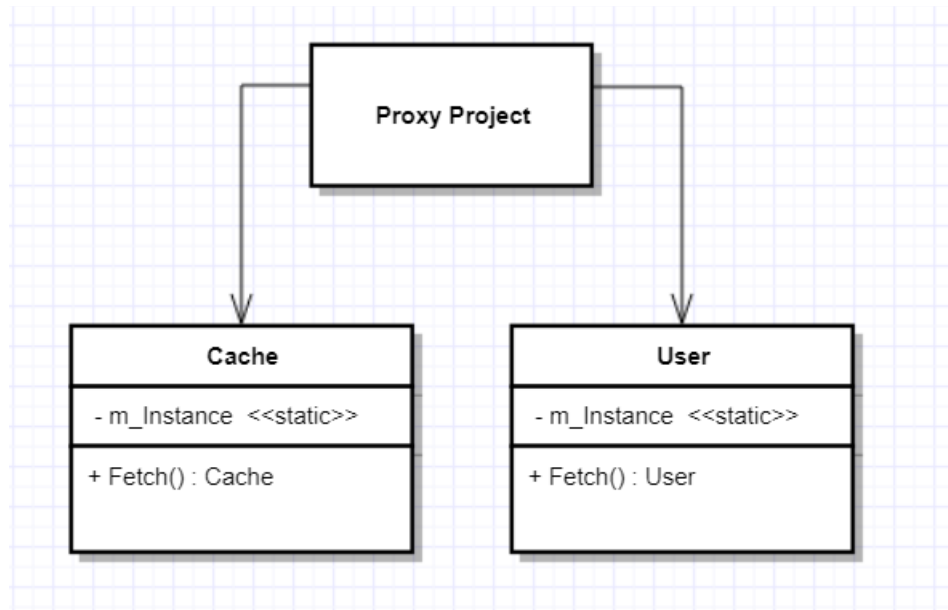 Proxy Project
Cache
- m_Instance <<static>>
+ Fetch() : Cache
User
- m_Instance <<static>>
+ Fetch() : User